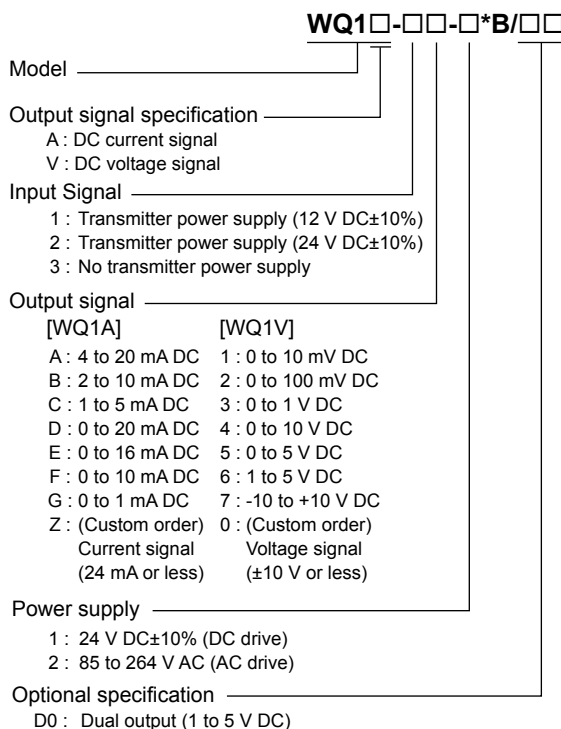 WQ1□-□□-□*B/□□
Model
Output signal specification
A : DC current signal
V : DC voltage signal
Input Signal
1 : Transmitter power supply (12 V DC±10%)
2 : Transmitter power supply (24 V DC±10%)
3 : No transmitter power supply
Output signal
[WQ1A] [WQ1V]
A : 4 to 20 mA DC 1 : 0 to 10 mV DC
B : 2 to 10 mA DC 2 : 0 to 100 mV DC
C : 1 to 5 mA DC 3 : 0 to 1 V DC
D : 0 to 20 mA DC 4 : 0 to 10 V DC
E : 0 to 16 mA DC 5 : 0 to 5 V DC
F : 0 to 10 mA DC 6 : 1 to 5 V DC
G : 0 to 1 mA DC 7 : -10 to +10 V DC
Z : (Custom order) 0 : (Custom order)
Current signal Voltage signal
(24 mA or less) (±10 V or less)
Power supply
1 : 24 V DC±10% (DC drive)
2 : 85 to 264 V AC (AC drive)
Optional specification
D0 : Dual output (1 to 5 V DC)